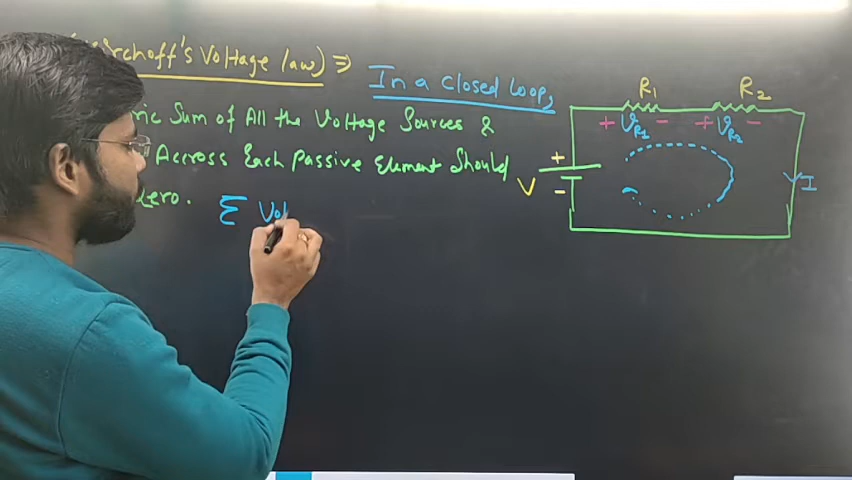 rchoff's Voltage law) ⇒ In a Closed Loop,
ric Sum of All the Voltage Sources &
Accross Each Passive Element Should
zero.
Σ Vol
R1 R2
+ VR1 - + VR2 -
+
V
-
I